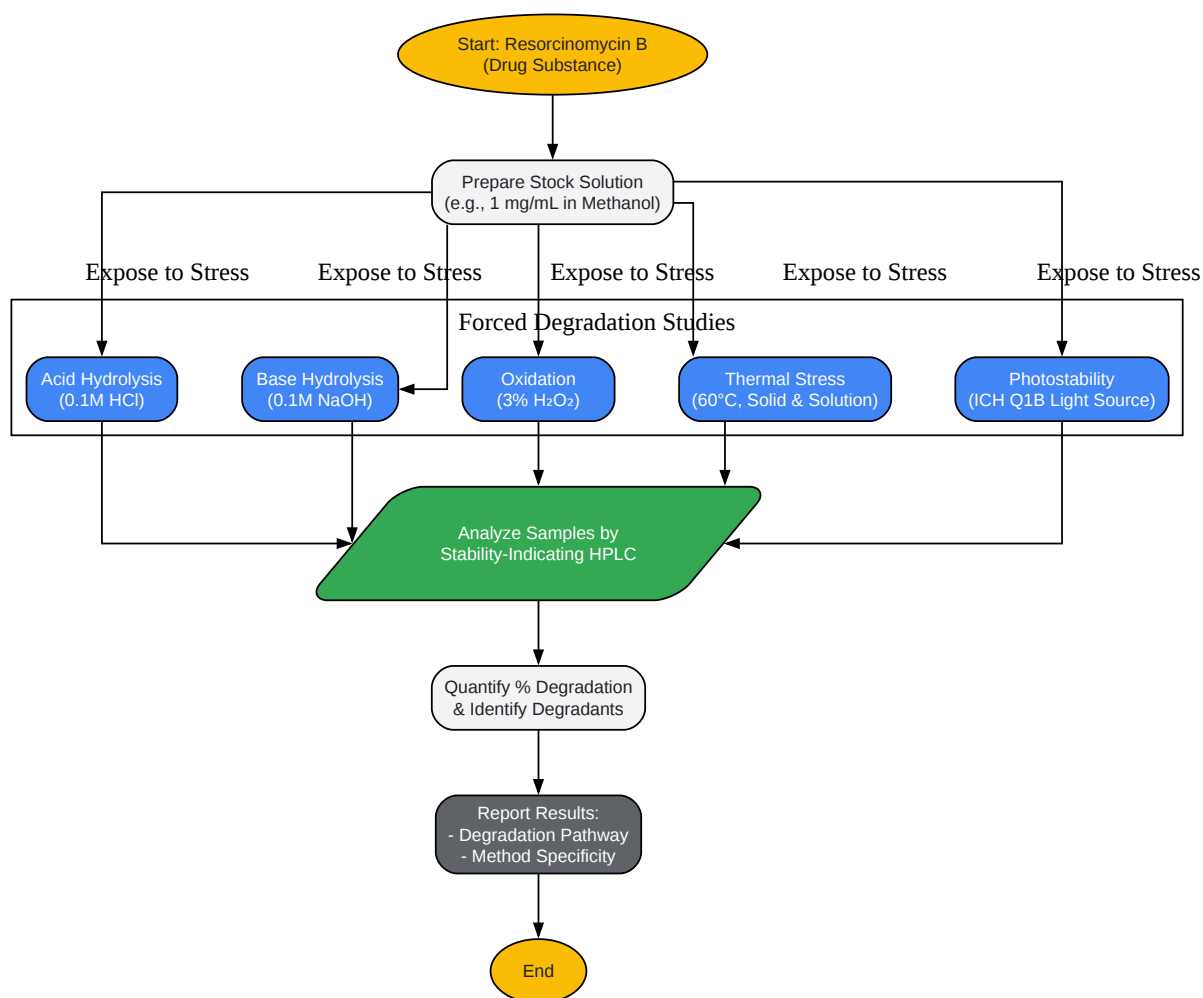 Start: Resorcinomycin B
(Drug Substance)
Prepare Stock Solution
(e.g., 1 mg/mL in Methanol)
Expose to Stress
Expose to Stress
Expose to Stress
Expose to Stress
Expose to Stress
Forced Degradation Studies
Acid Hydrolysis
(0.1M HCl)
Base Hydrolysis
(0.1M NaOH)
Oxidation
(3% H₂O₂)
Thermal Stress
(60°C, Solid & Solution)
Photostability
(ICH Q1B Light Source)
Analyze Samples by
Stability-Indicating HPLC
Quantify % Degradation
& Identify Degradants
Report Results:
- Degradation Pathway
- Method Specificity
End